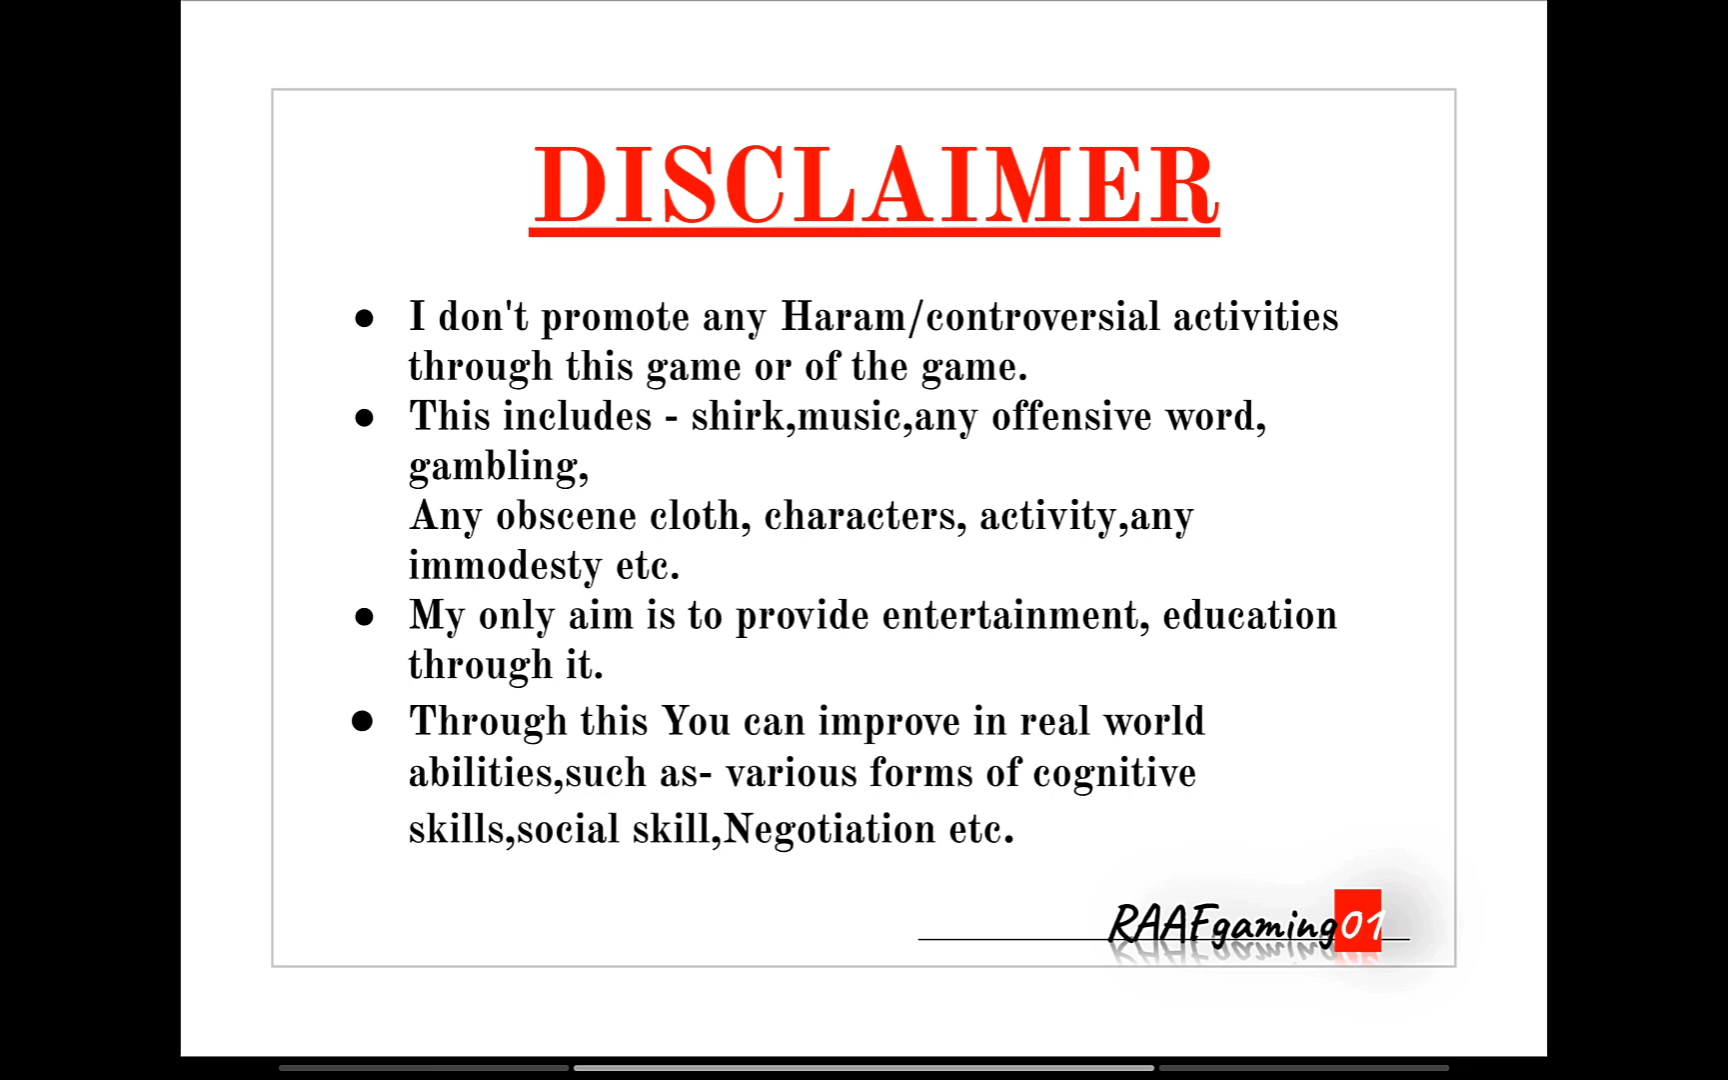 DISCLAIMER
● I don't promote any Haram/controversial activities
through this game or of the game.
● This includes - shirk,music,any offensive word,
gambling,
Any obscene cloth, characters, activity,any
immodesty etc.
● My only aim is to provide entertainment, education
through it.
● Through this You can improve in real world
abilities,such as- various forms of cognitive
skills,social skill,Negotiation etc.
RAAFgaming01